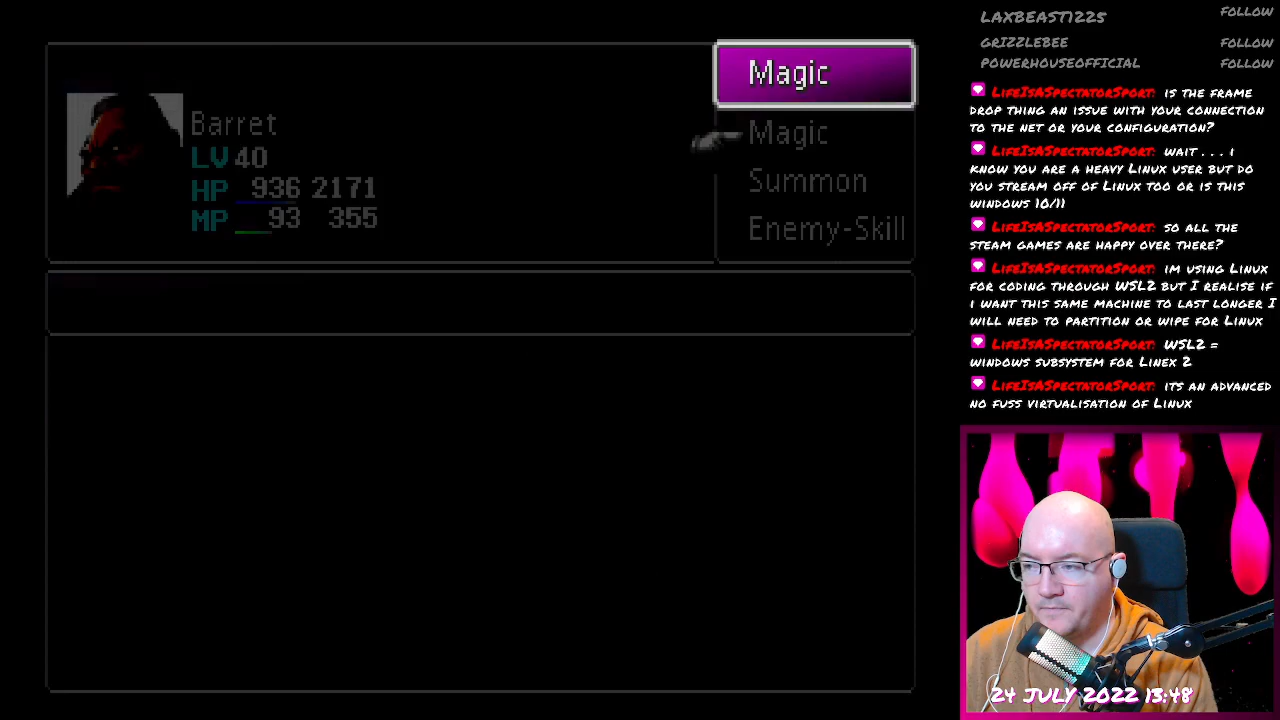 Magic
Barret
LV 40
HP 936 2171
MP 93 355
Magic
Summon
Enemy-Skill
LAXBEAST1225 FOLLOW
GRIZZLEBEE FOLLOW
POWERHOUSEOFFICIAL FOLLOW
LIFEISASPECTATORSPORT: IS THE FRAME
DROP THING AN ISSUE WITH YOUR CONNECTION
TO THE NET OR YOUR CONFIGURATION?
LIFEISASPECTATORSPORT: WAIT . . . I
KNOW YOU ARE A HEAVY LINUX USER BUT DO
YOU STREAM OFF OF LINUX TOO OR IS THIS
WINDOWS 10/11
LIFEISASPECTATORSPORT: SO ALL THE
STEAM GAMES ARE HAPPY OVER THERE?
LIFEISASPECTATORSPORT: IM USING LINUX
FOR CODING THROUGH WSL2 BUT I REALISE IF
I WANT THIS SAME MACHINE TO LAST LONGER I
WILL NEED TO PARTITION OR WIPE FOR LINUX
LIFEISASPECTATORSPORT: WSL2 =
WINDOWS SUBSYSTEM FOR LINEX 2
LIFEISASPECTATORSPORT: ITS AN ADVANCED
NO FUSS VIRTUALISATION OF LINUX
24 JULY 2022 13:48